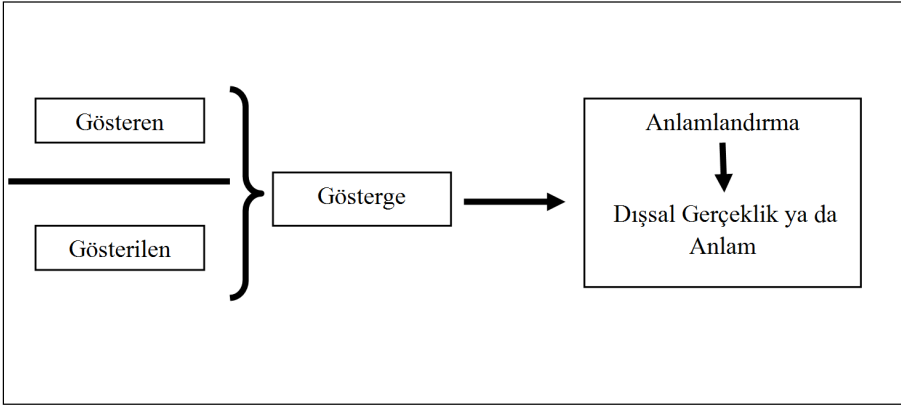 Gösteren
Gösterilen
Gösterge
Anlamlandırma
Dışsal Gerçeklik ya da
Anlam